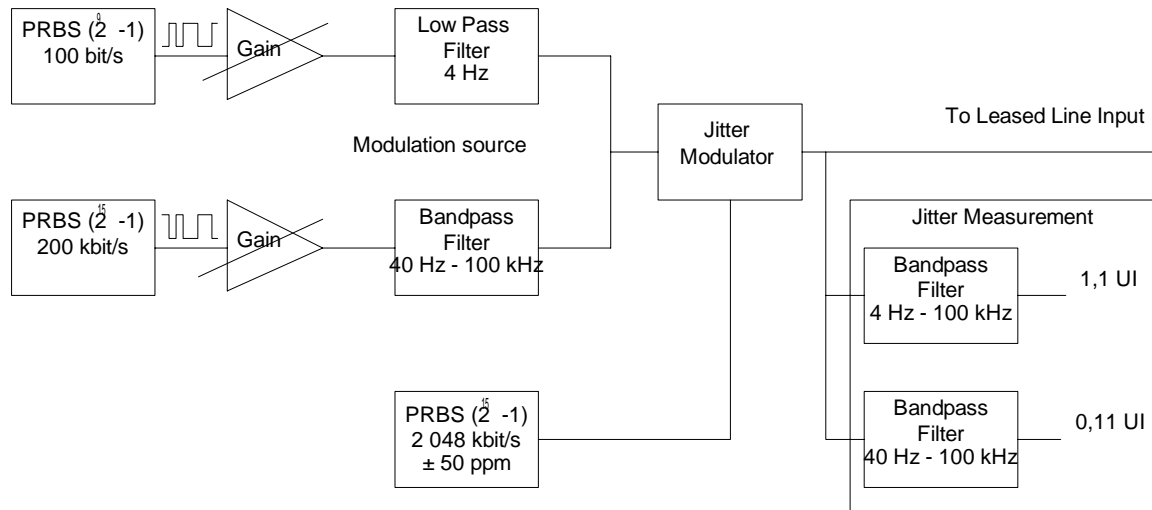 PRBS (2⁹ -1)
100 bit/s
Gain
Low Pass
Filter
4 Hz
Modulation source
Jitter
Modulator
To Leased Line Input
PRBS (2¹⁵ -1)
200 kbit/s
Gain
Bandpass
Filter
40 Hz - 100 kHz
Jitter Measurement
Bandpass
Filter
4 Hz - 100 kHz
1,1 UI
PRBS (2¹⁵ -1)
2 048 kbit/s
± 50 ppm
Bandpass
Filter
40 Hz - 100 kHz
0,11 UI